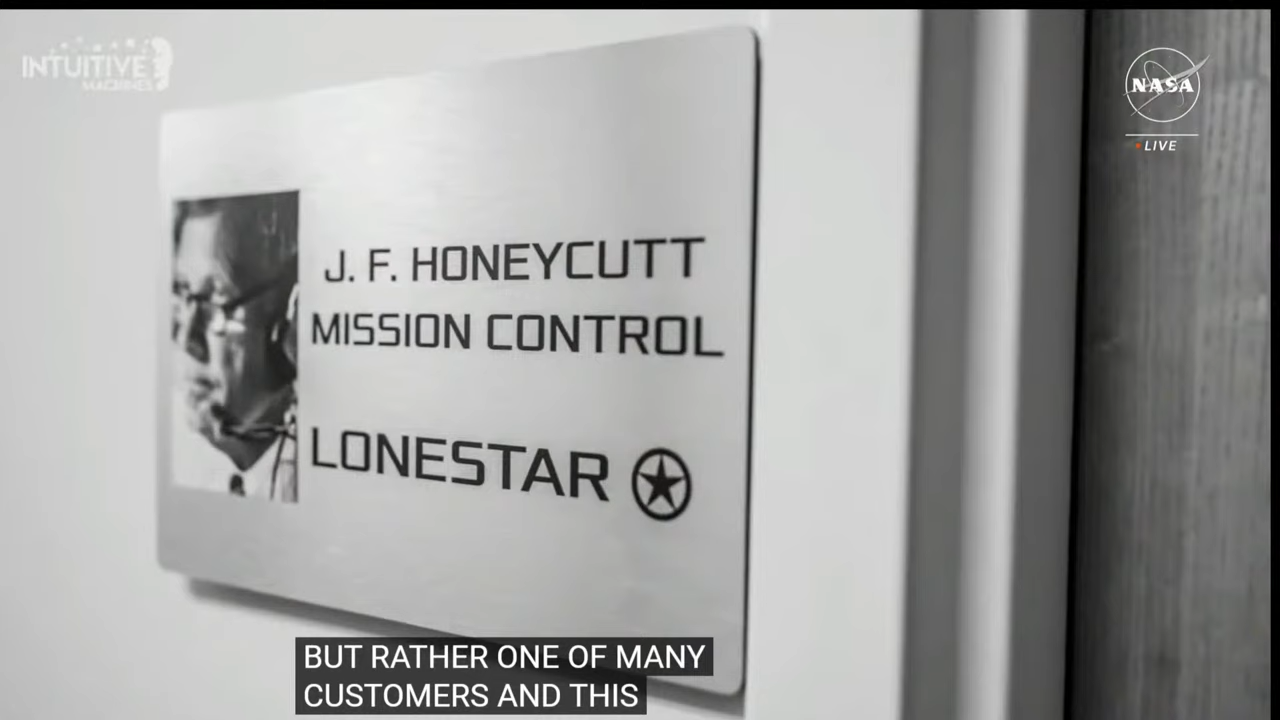 INTUITIVE
MACHINES
NASA
LIVE
J. F. HONEYCUTT
MISSION CONTROL
LONESTAR
BUT RATHER ONE OF MANY
CUSTOMERS AND THIS